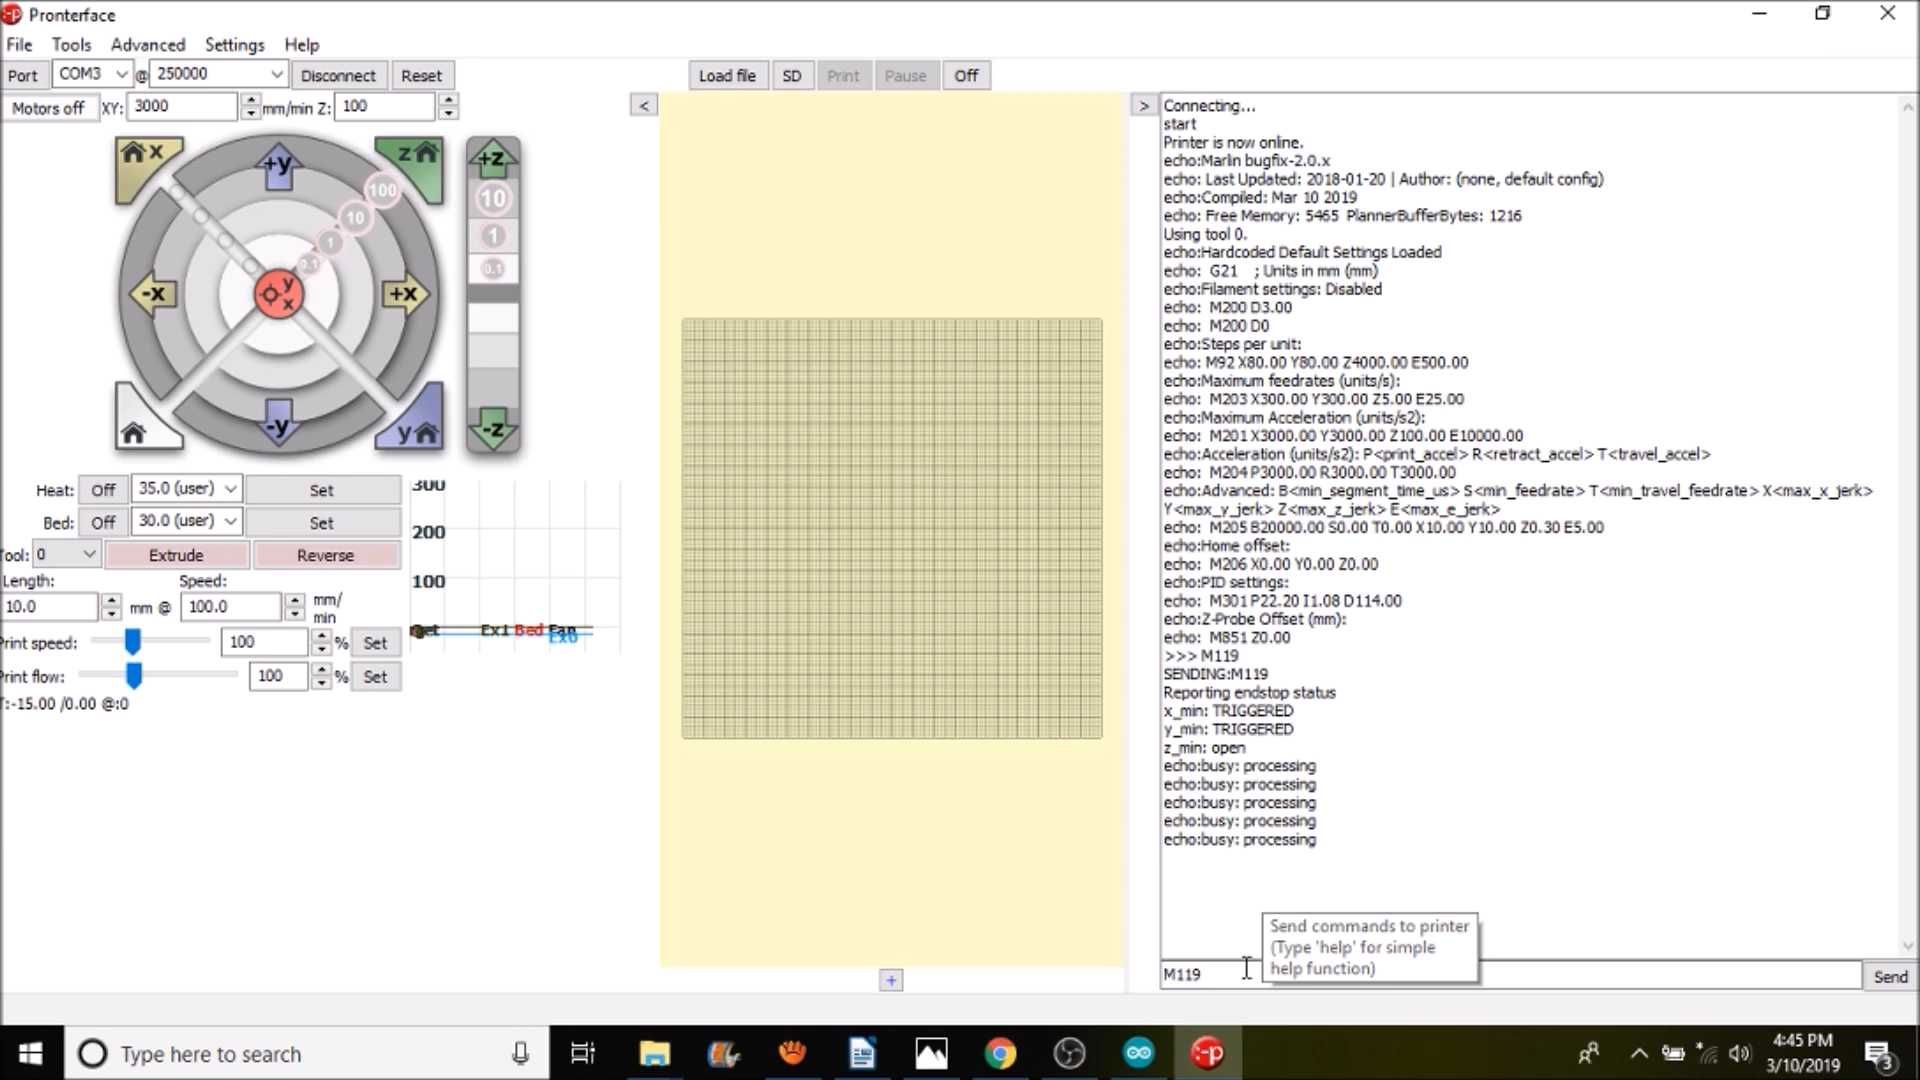 Pronterface
File Tools Advanced Settings Help
Port COM3 @ 250000 Disconnect Reset
Load file SD Print Pause Off
Motors off XY: 3000 mm/min Z: 100
< >
x +y z +z
100 10 1 0.1
10 1 0.1
-x y x +x
-y y -z
Heat: Off 35.0 (user) Set
Bed: Off 30.0 (user) Set
Tool: 0 Extrude Reverse
Length: Speed:
10.0 mm @ 100.0 mm/
min
Print speed: 100 % Set
Print flow: 100 % Set
T:-15.00 /0.00 @:0
300
200
100
Ex1 Bed Fan
Ex0
+
Connecting...
start
Printer is now online.
echo:Marlin bugfix-2.0.x
echo: Last Updated: 2018-01-20 | Author: (none, default config)
echo:Compiled: Mar 10 2019
echo: Free Memory: 5465 PlannerBufferBytes: 1216
Using tool 0.
echo:Hardcoded Default Settings Loaded
echo: G21 ; Units in mm (mm)
echo:Filament settings: Disabled
echo: M200 D3.00
echo: M200 D0
echo:Steps per unit:
echo: M92 X80.00 Y80.00 Z4000.00 E500.00
echo:Maximum feedrates (units/s):
echo: M203 X300.00 Y300.00 Z5.00 E25.00
echo:Maximum Acceleration (units/s2):
echo: M201 X3000.00 Y3000.00 Z100.00 E10000.00
echo:Acceleration (units/s2): P<print_accel> R<retract_accel> T<travel_accel>
echo: M204 P3000.00 R3000.00 T3000.00
echo:Advanced: B<min_segment_time_us> S<min_feedrate> T<min_travel_feedrate> X<max_x_jerk>
Y<max_y_jerk> Z<max_z_jerk> E<max_e_jerk>
echo: M205 B20000.00 S0.00 T0.00 X10.00 Y10.00 Z0.30 E5.00
echo:Home offset:
echo: M206 X0.00 Y0.00 Z0.00
echo:PID settings:
echo: M301 P22.20 I1.08 D114.00
echo:Z-Probe Offset (mm):
echo: M851 Z0.00
>>> M119
SENDING:M119
Reporting endstop status
x_min: TRIGGERED
y_min: TRIGGERED
z_min: open
echo:busy: processing
echo:busy: processing
echo:busy: processing
echo:busy: processing
echo:busy: processing
Send commands to printer
(Type 'help' for simple
help function)
M119 Send
Type here to search
4:45 PM
3/10/2019
3